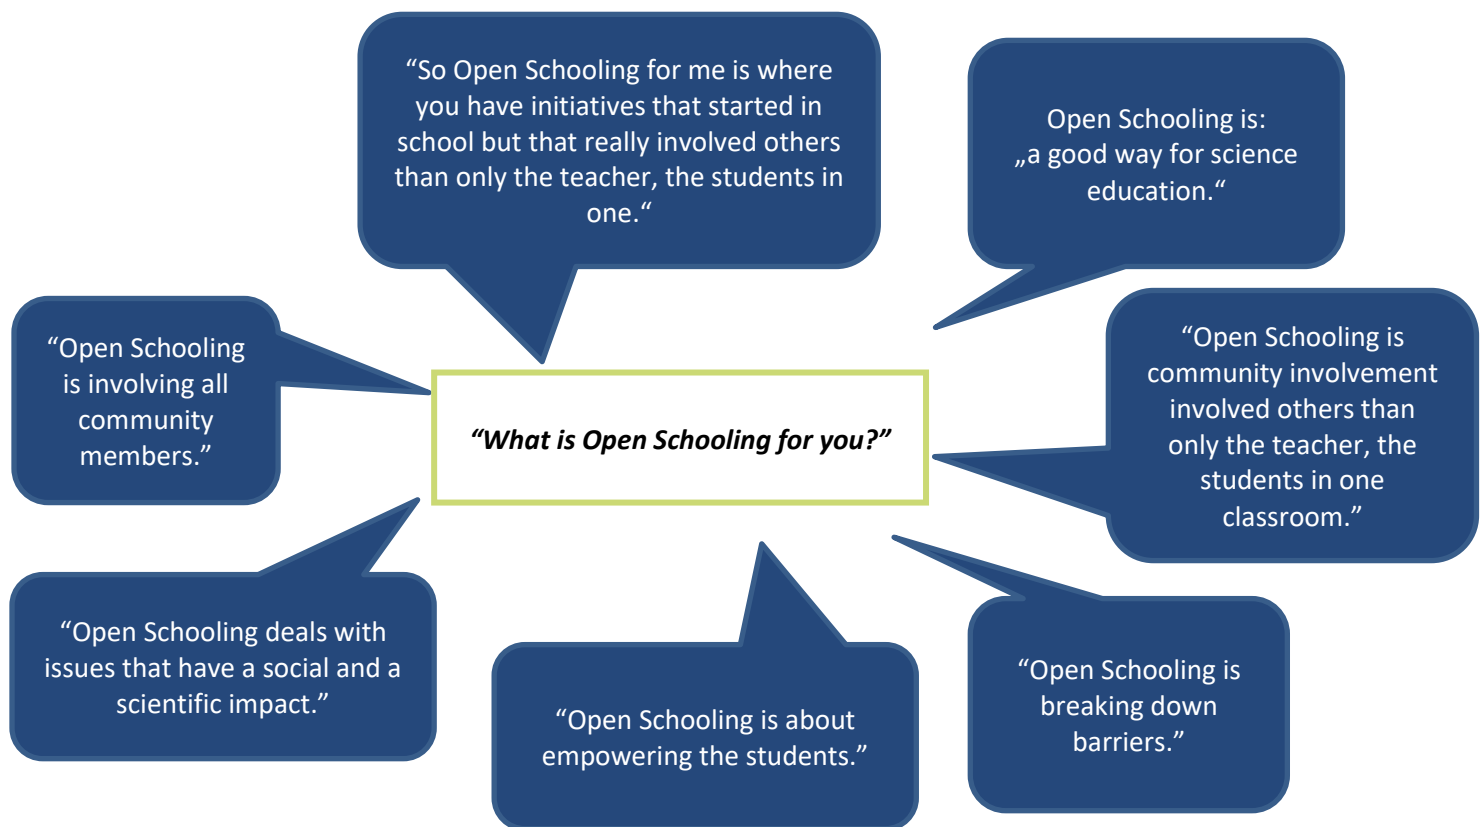 “So Open Schooling for me is where
you have initiatives that started in
school but that really involved others
than only the teacher, the students in
one.“
Open Schooling is:
„a good way for science
education.“
“Open Schooling
is involving all
community
members.”
“What is Open Schooling for you?”
“Open Schooling is
community involvement
involved others than
only the teacher, the
students in one
classroom.”
“Open Schooling deals with
issues that have a social and a
scientific impact.”
“Open Schooling is about
empowering the students.”
“Open Schooling is
breaking down
barriers.”